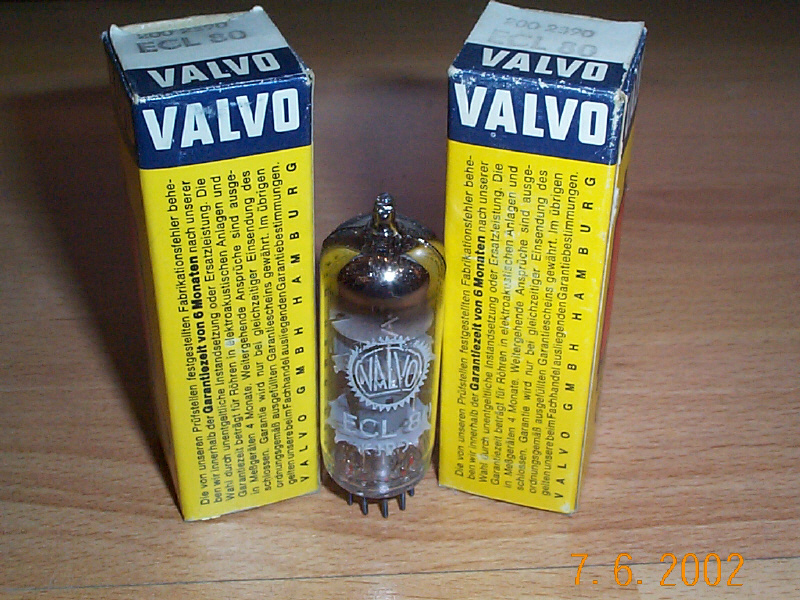 200-2390
ECL 80
VALVO
VALVO
Die von unseren Prüfstellen festgestellten Fabrikationsfehler behe-
ben wir innerhalb der Garantiezeit von 6 Monaten nach unserer
Wahl durch unentgeltliche Instandsetzung oder Ersatzleistung. Die
Garantiezeit beträgt für Röhren in elektroakustischen Anlagen und
in Meßgeräten 4 Monate. Weitergehende Ansprüche sind ausge-
schlossen. Garantie wird nur bei gleichzeitiger Einsendung des
ordnungsgemäß ausgefüllten Garantiescheins gewährt. Im übrigen
gelten unsere beim Fachhandel ausliegenden Garantiebestimmungen.
VALVO GMBH HAMBURG
VALVO
ECL 80
200-2390
ECL 80
VALVO
VALVO
Die von unseren Prüfstellen festgestellten Fabrikationsfehler behe-
ben wir innerhalb der Garantiezeit von 6 Monaten nach unserer
Wahl durch unentgeltliche Instandsetzung oder Ersatzleistung. Die
Garantiezeit beträgt für Röhren in elektroakustischen Anlagen und
in Meßgeräten 4 Monate. Weitergehende Ansprüche sind ausge-
schlossen. Garantie wird nur bei gleichzeitiger Einsendung des
ordnungsgemäß ausgefüllten Garantiescheins gewährt. Im übrigen
gelten unsere beim Fachhandel ausliegenden Garantiebestimmungen.
VALVO GMBH HAMBURG
7. 6. 2002